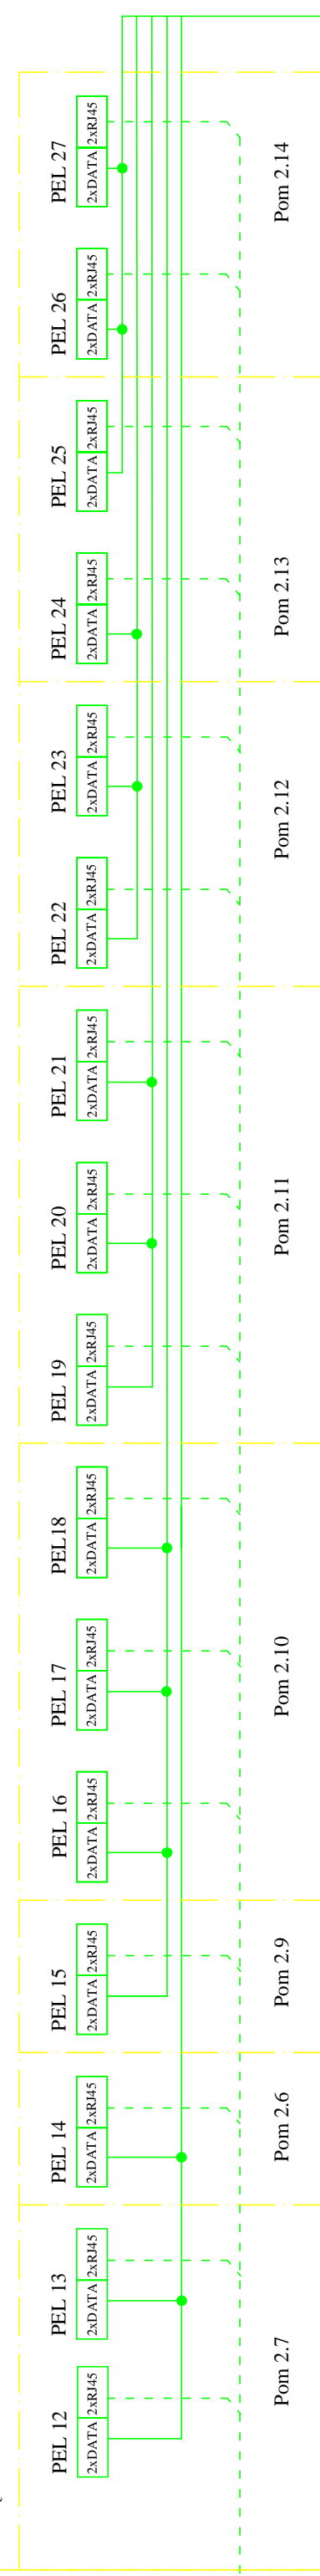 PEL 27
2xDATA 2xRJ45
Pom 2.14
PEL 26
2xDATA 2xRJ45
PEL 25
2xDATA 2xRJ45
Pom 2.13
PEL 24
2xDATA 2xRJ45
PEL 23
2xDATA 2xRJ45
Pom 2.12
PEL 22
2xDATA 2xRJ45
PEL 21
2xDATA 2xRJ45
PEL 20
2xDATA 2xRJ45
Pom 2.11
PEL 19
2xDATA 2xRJ45
PEL18
2xDATA 2xRJ45
PEL 17
2xDATA 2xRJ45
Pom 2.10
PEL 16
2xDATA 2xRJ45
PEL 15
2xDATA 2xRJ45
Pom 2.9
PEL 14
2xDATA 2xRJ45
Pom 2.6
PEL 13
2xDATA 2xRJ45
Pom 2.7
PEL 12
2xDATA 2xRJ45